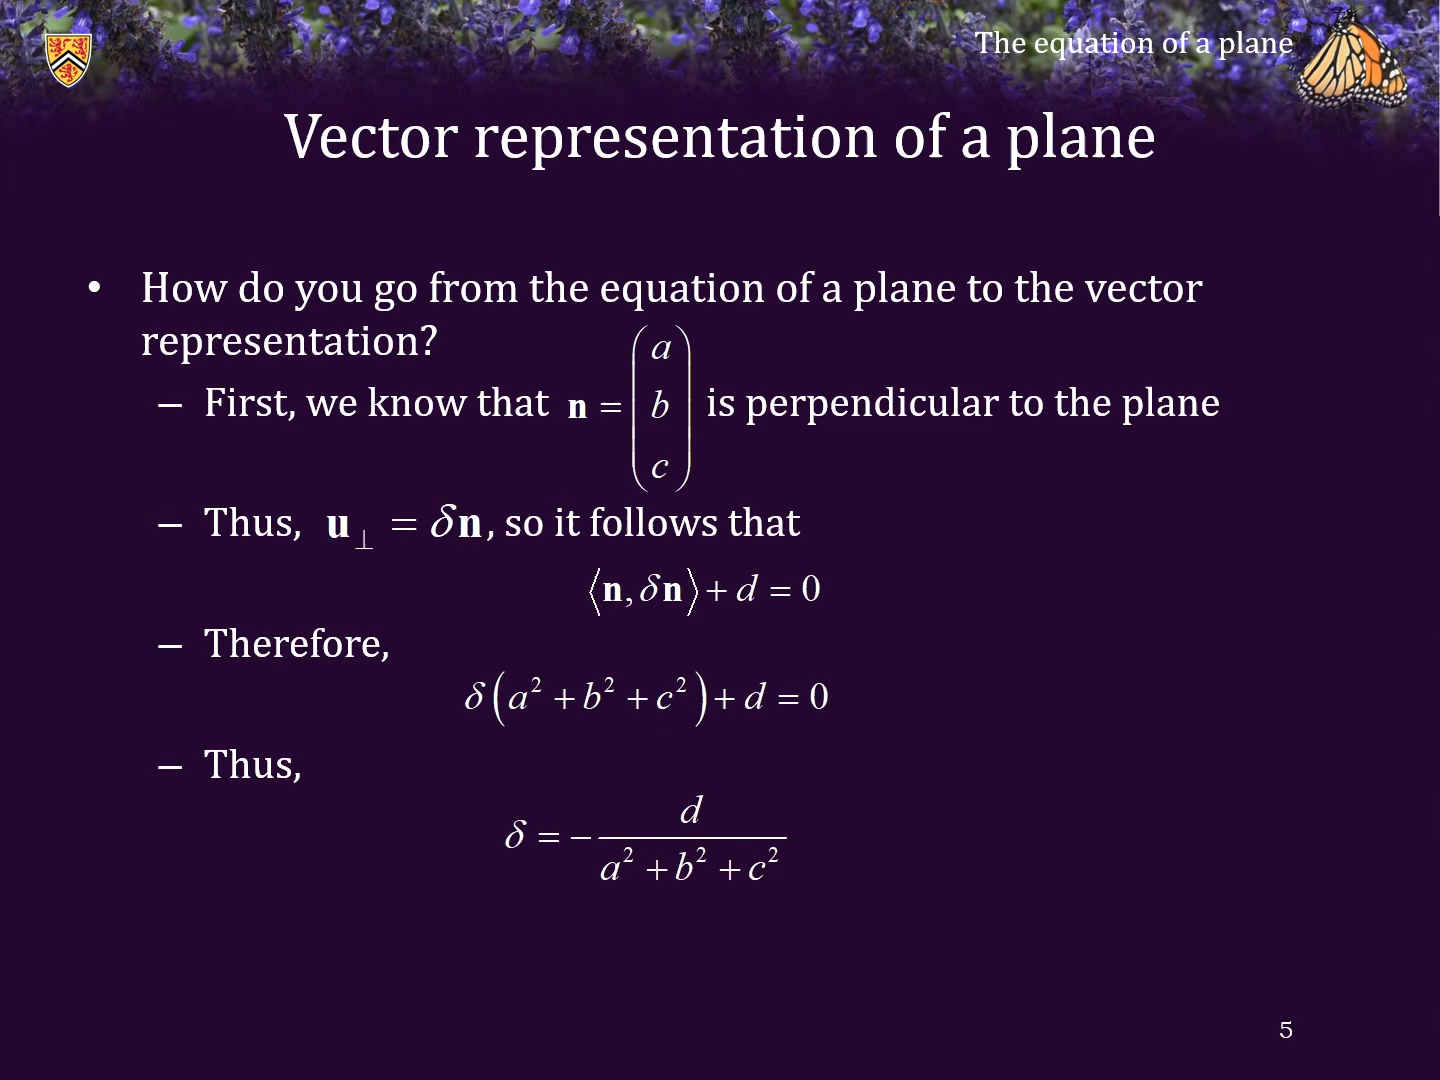 The equation of a plane
Vector representation of a plane
• How do you go from the equation of a plane to the vector
representation?
– First, we know that n = (a b c) is perpendicular to the plane
– Thus, u⊥ = δn, so it follows that
⟨n, δn⟩ + d = 0
– Therefore,
δ(a² + b² + c²) + d = 0
– Thus,
δ = − d / (a² + b² + c²)
5